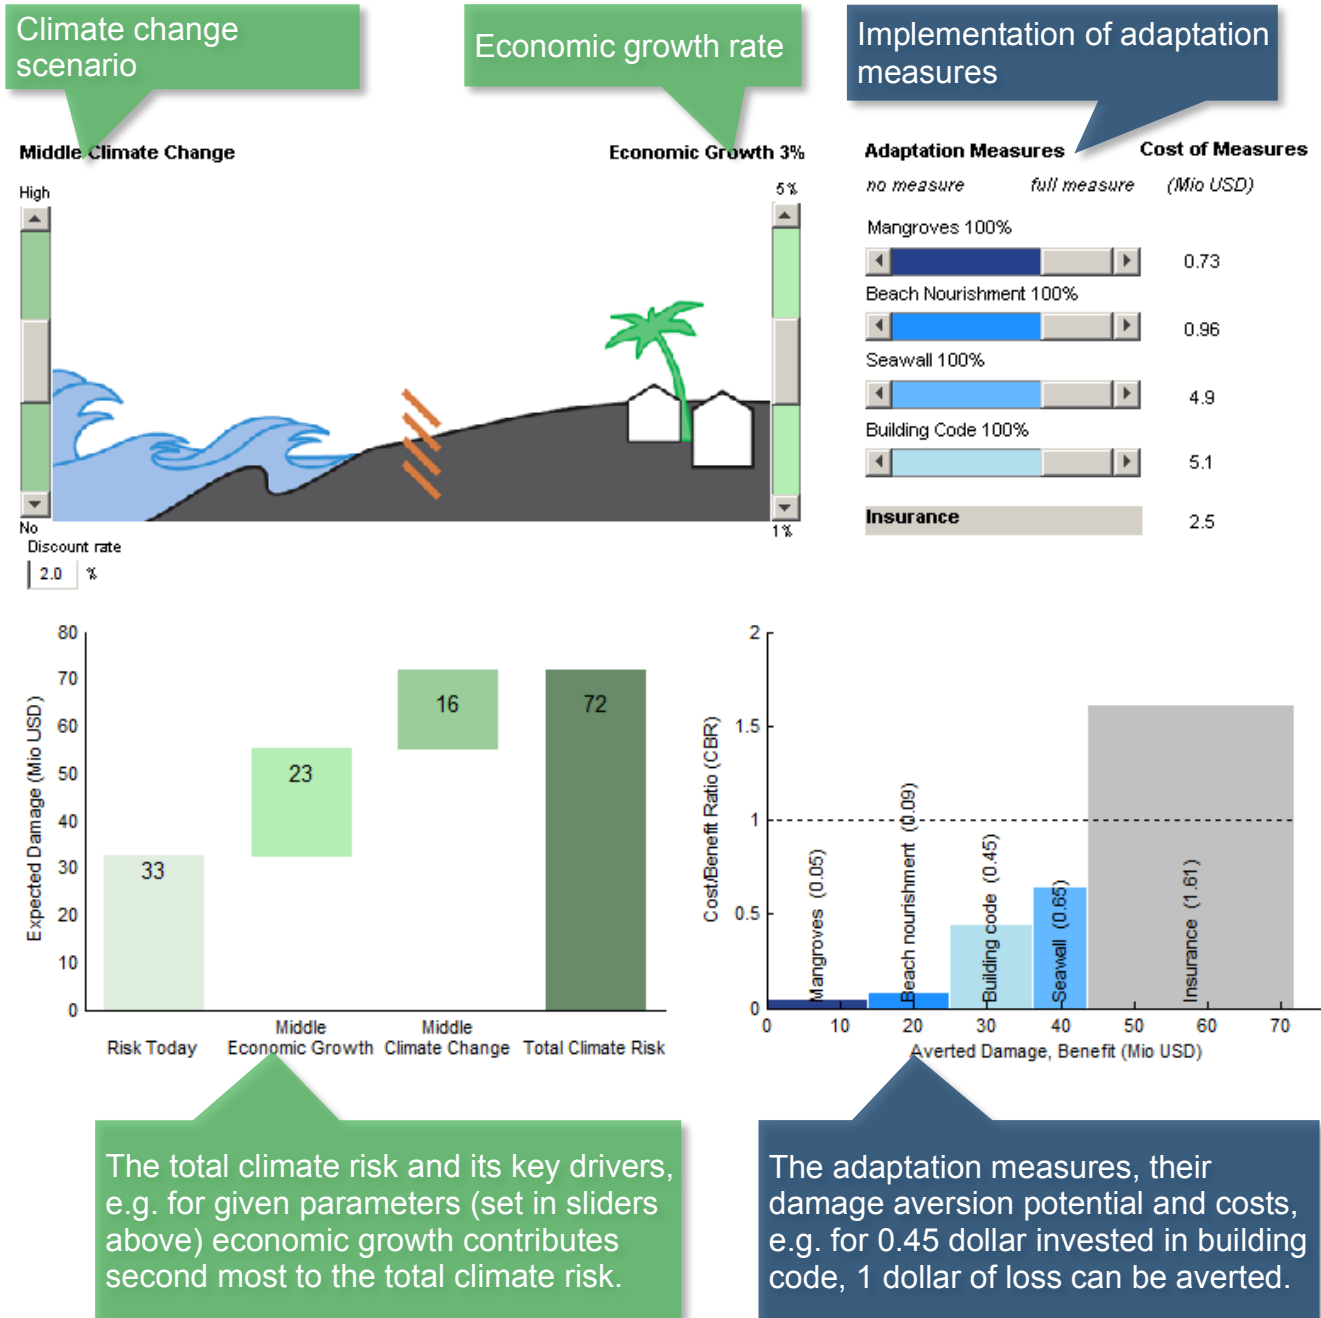 Climate change
scenario
Economic growth rate
Implementation of adaptation
measures
Middle Climate Change
Economic Growth 3%
Adaptation Measures
Cost of Measures
High
5 %
no measure
full measure
(Mio USD)
Mangroves 100%
0.73
Beach Nourishment 100%
0.96
Seawall 100%
4.9
Building Code 100%
5.1
Insurance
2.5
No
1 %
Discount rate
2.0 %
Expected Damage (Mio USD)
80
70
60
50
40
30
20
10
0
33
23
16
72
Risk Today
Middle
Economic Growth
Middle
Climate Change
Total Climate Risk
Cost/Benefit Ratio (CBR)
2
1.5
1
0.5
0
Mangroves (0.05)
Beach nourishment (0.09)
Building code (0.45)
Seawall (0.65)
Insurance (1.61)
0 10 20 30 40 50 60 70
Averted Damage, Benefit (Mio USD)
The total climate risk and its key drivers,
e.g. for given parameters (set in sliders
above) economic growth contributes
second most to the total climate risk.
The adaptation measures, their
damage aversion potential and costs,
e.g. for 0.45 dollar invested in building
code, 1 dollar of loss can be averted.